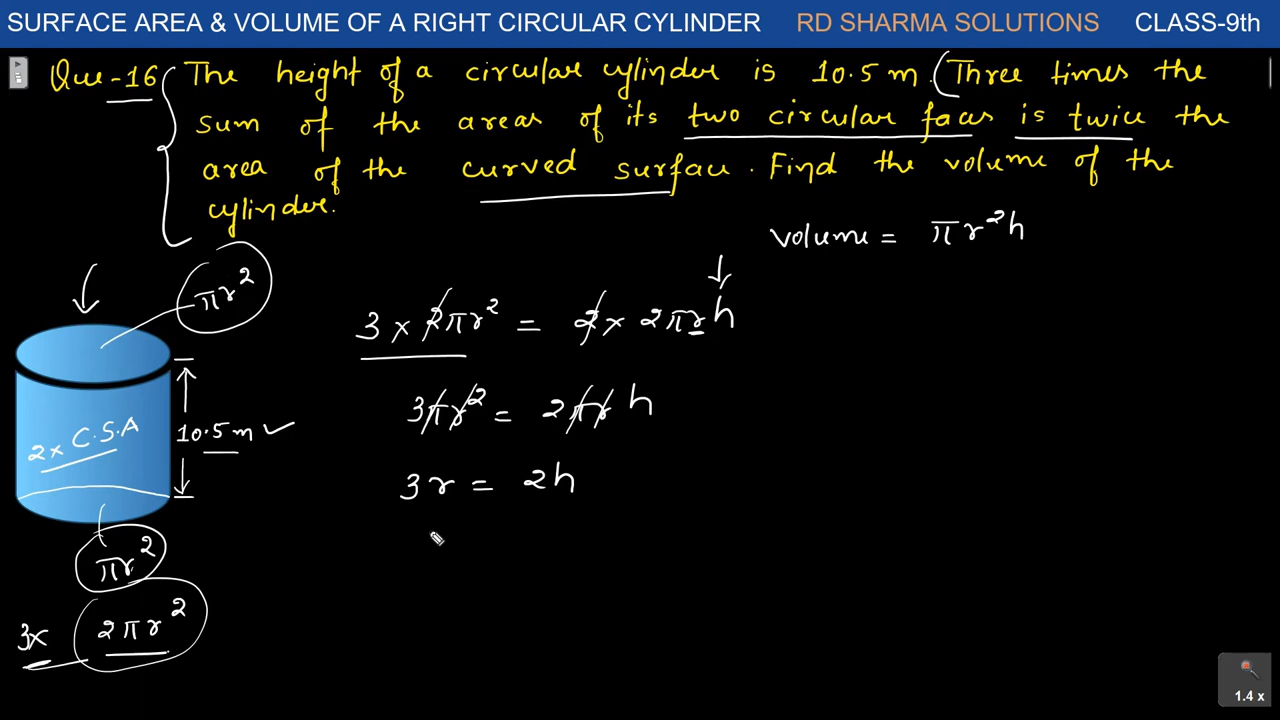 SURFACE AREA & VOLUME OF A RIGHT CIRCULAR CYLINDER RD SHARMA SOLUTIONS CLASS-9th
Que-16 The height of a circular cylinder is 10.5 m. (Three times the
sum of the areas of its two circular faces is twice the
area of the curved surface. Find the volume of the
cylinder.
volume = πr²h
πr²
3 × 2πr² = 2 × 2πrh
3πr² = 2πr h
2× C.S.A
10.5 m ✓
3r = 2h
πr²
3× 2πr²
1.4 x